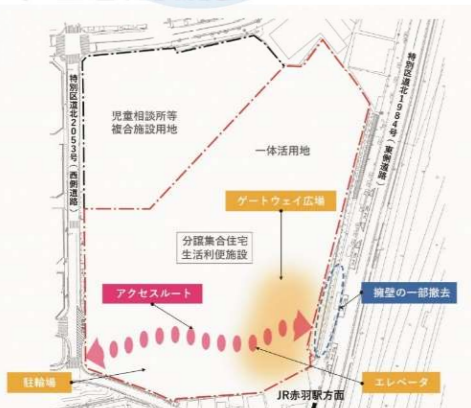 特別区道北2053号(西側道路)
特別区道北1984号(東側道路)
児童相談所等
複合施設用地
一体活用地
ゲートウェイ広場
分譲集合住宅
生活利便施設
アクセスルート
擁壁の一部撤去
駐輪場
エレベータ
JR赤羽駅方面